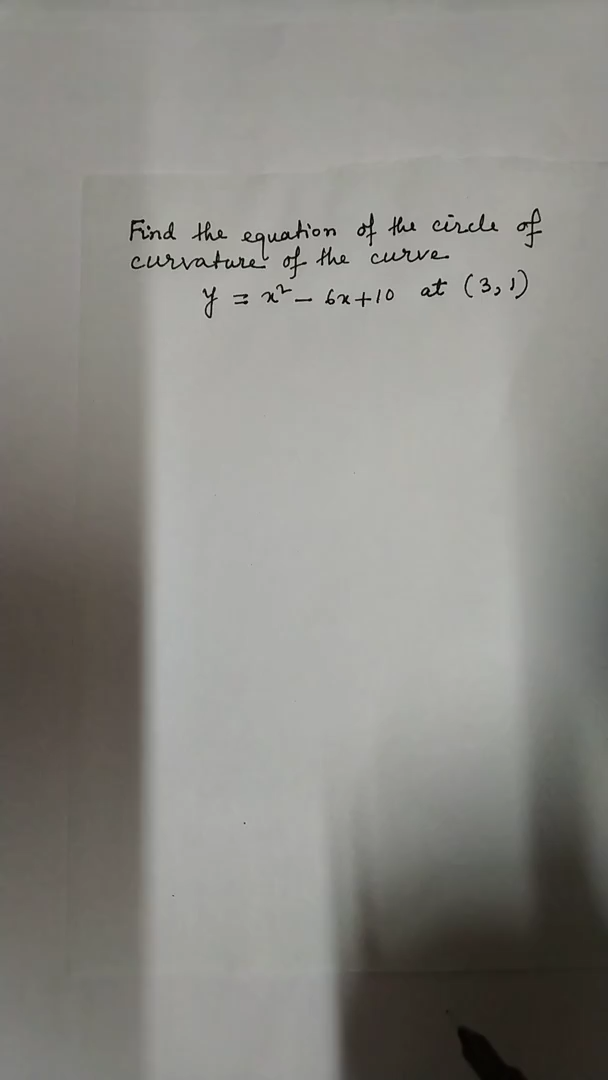 Find the equation of the circle of
curvature of the curve
y = x² - 6x+10 at (3,1)